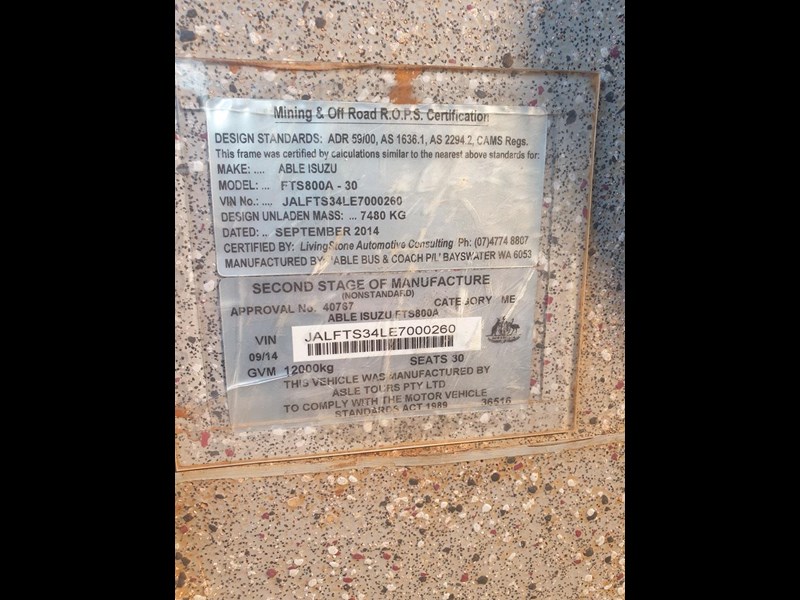 Mining & Off Road R.O.P.S. Certification
DESIGN STANDARDS: ADR 59/00, AS 1636.1, AS 2294.2, CAMS Regs.
This frame was certified by calculations similar to the nearest above standards for:
MAKE: .... ABLE ISUZU
MODEL: ... FTS800A - 30
VIN No.: .... JALFTS34LE7000260
DESIGN UNLADEN MASS: ... 7480 KG
DATED: .. SEPTEMBER 2014
CERTIFIED BY: LivingStone Automotive Consulting Ph: (07)4774 8807
MANUFACTURED BY: ABLE BUS & COACH P/L BAYSWATER WA 6053
SECOND STAGE OF MANUFACTURE
(NONSTANDARD)
APPROVAL No. 40767 CATEGORY ME
ABLE ISUZU FTS800A
VIN JALFTS34LE7000260
09/14 SEATS 30
GVM 12000kg
THIS VEHICLE WAS MANUFACTURED BY
ABLE TOURS PTY LTD
TO COMPLY WITH THE MOTOR VEHICLE
STANDARDS ACT 1989 36516